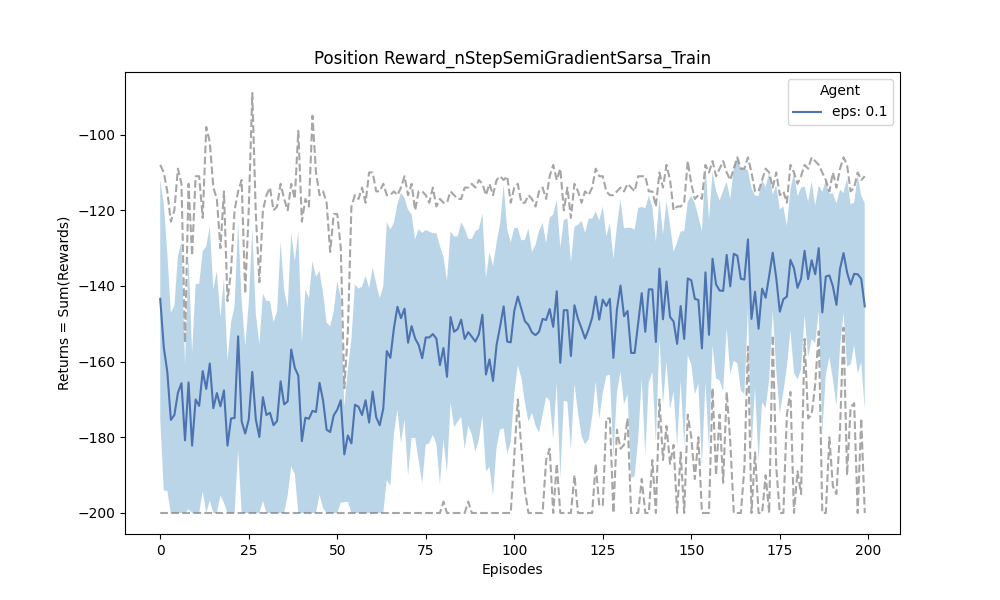 Position Reward_nStepSemiGradientSarsa_Train
Agent
eps: 0.1
Returns = Sum(Rewards)
−100
−120
−140
−160
−180
−200
0 25 50 75 100 125 150 175 200
Episodes